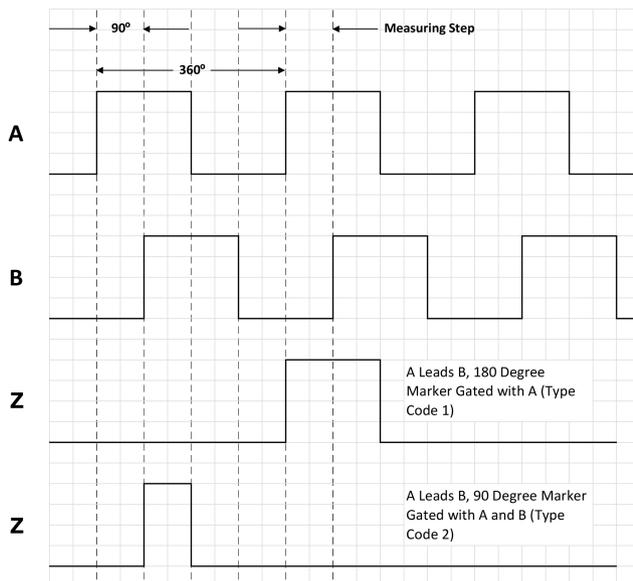 90º
Measuring Step
360º
A
B
Z
A Leads B, 180 Degree
Marker Gated with A (Type
Code 1)
Z
A Leads B, 90 Degree Marker
Gated with A and B (Type
Code 2)